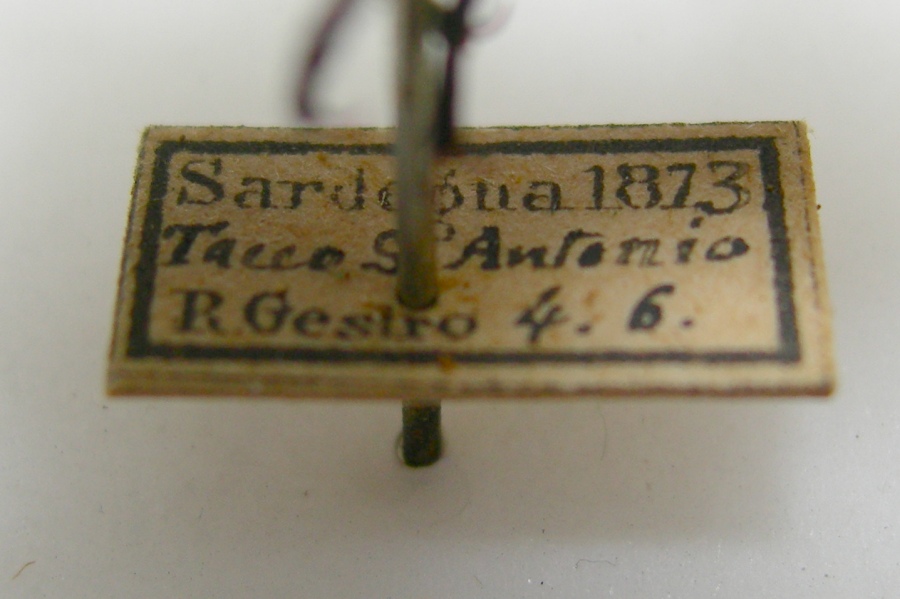 Sardegna 1873
Tacco S.º Antonio
R Gestro 4. 6.